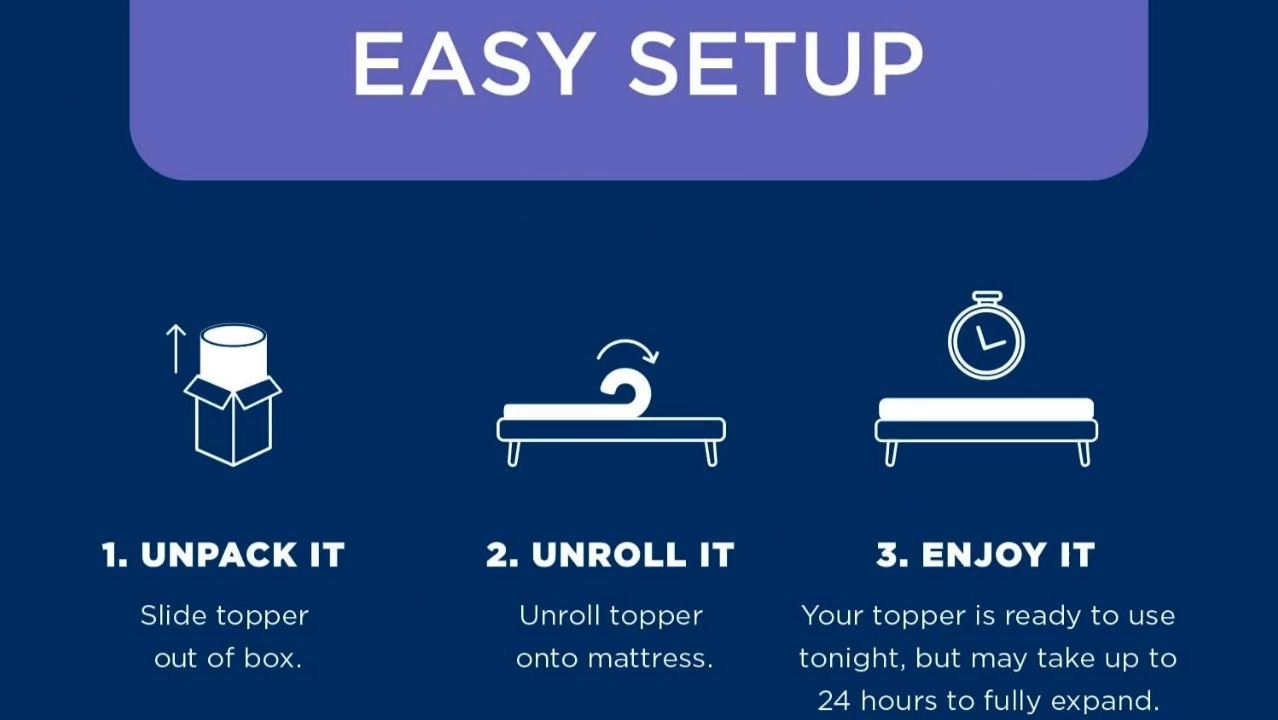 EASY SETUP
1. UNPACK IT
Slide topper
out of box.
2. UNROLL IT
Unroll topper
onto mattress.
3. ENJOY IT
Your topper is ready to use
tonight, but may take up to
24 hours to fully expand.